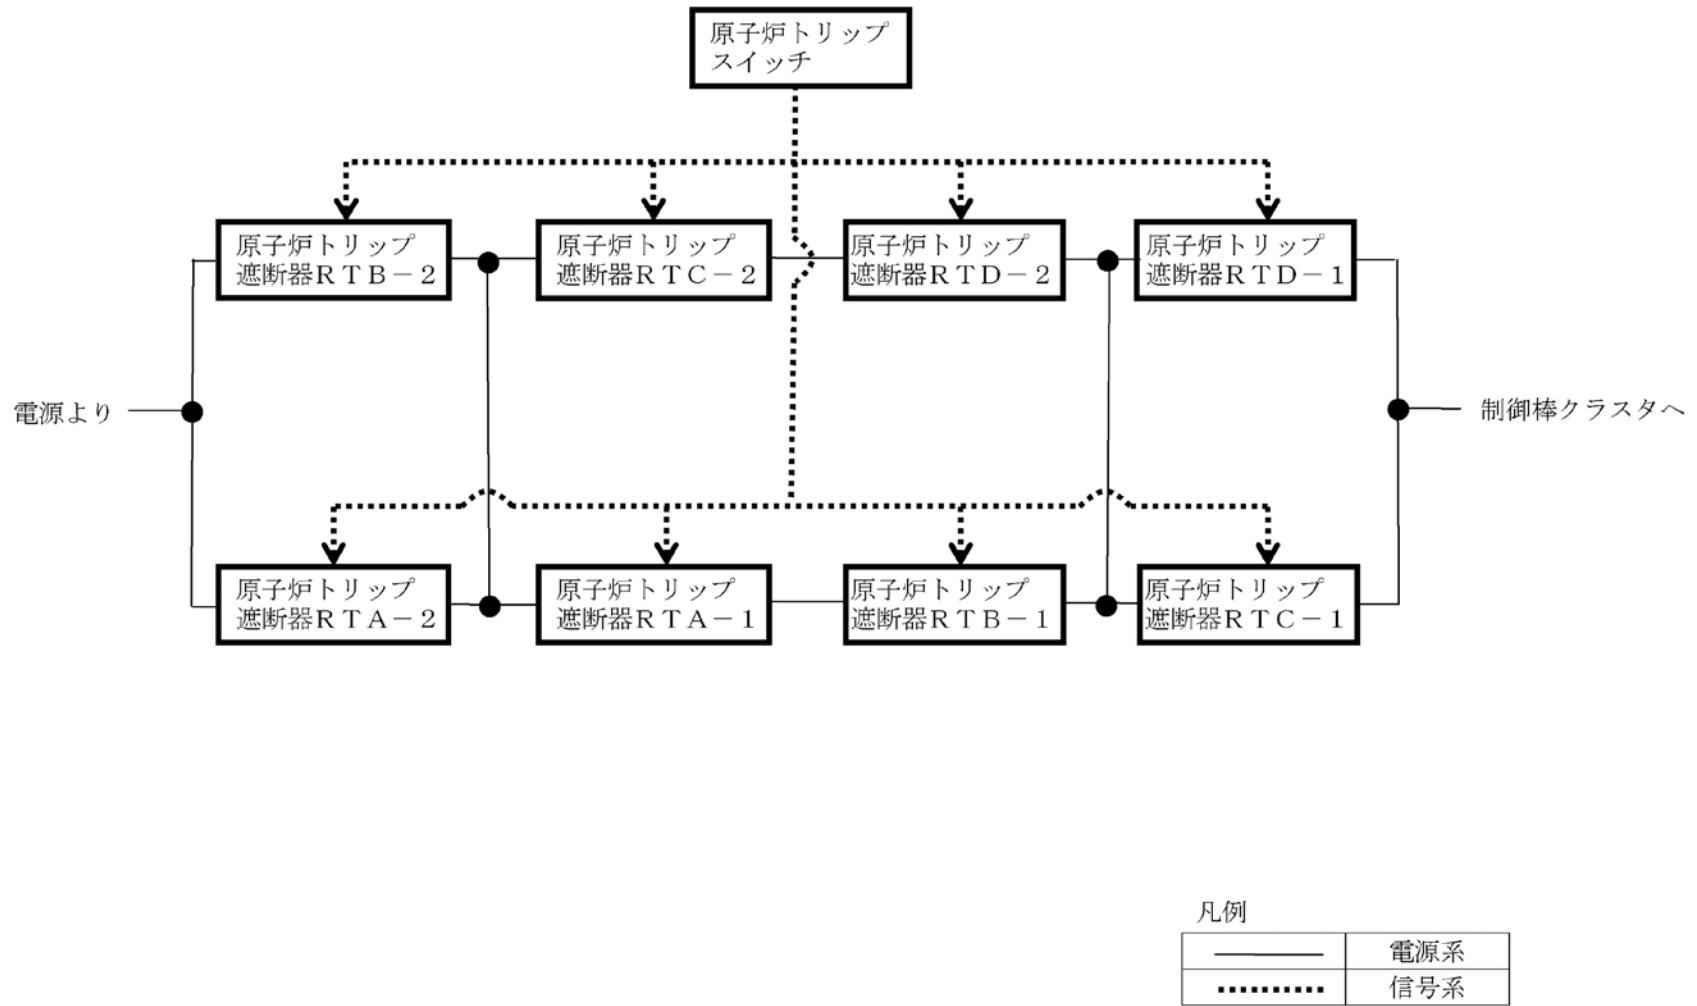 原子炉トリップ
スイッチ
原子炉トリップ
遮断器ＲＴＢ－２
原子炉トリップ
遮断器ＲＴＣ－２
原子炉トリップ
遮断器ＲＴＤ－２
原子炉トリップ
遮断器ＲＴＤ－１
電源より
制御棒クラスタへ
原子炉トリップ
遮断器ＲＴＡ－２
原子炉トリップ
遮断器ＲＴＡ－１
原子炉トリップ
遮断器ＲＴＢ－１
原子炉トリップ
遮断器ＲＴＣ－１
凡例
電源系
信号系